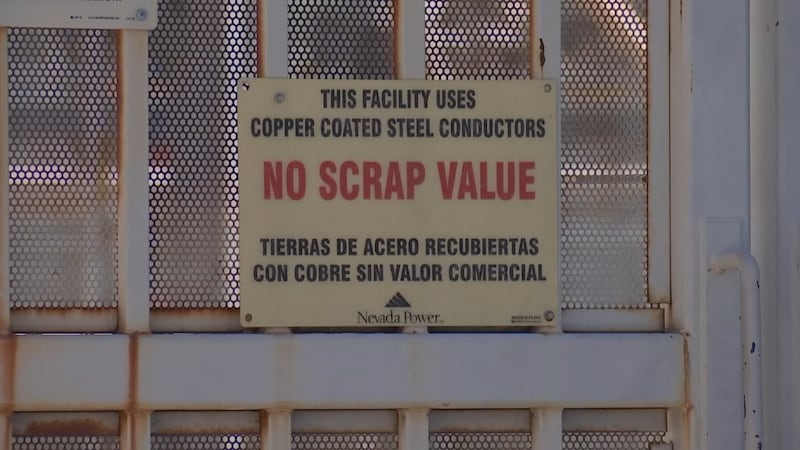 THIS FACILITY USES
COPPER COATED STEEL CONDUCTORS
NO SCRAP VALUE
TIERRAS DE ACERO RECUBIERTAS
CON COBRE SIN VALOR COMERCIAL
Nevada Power